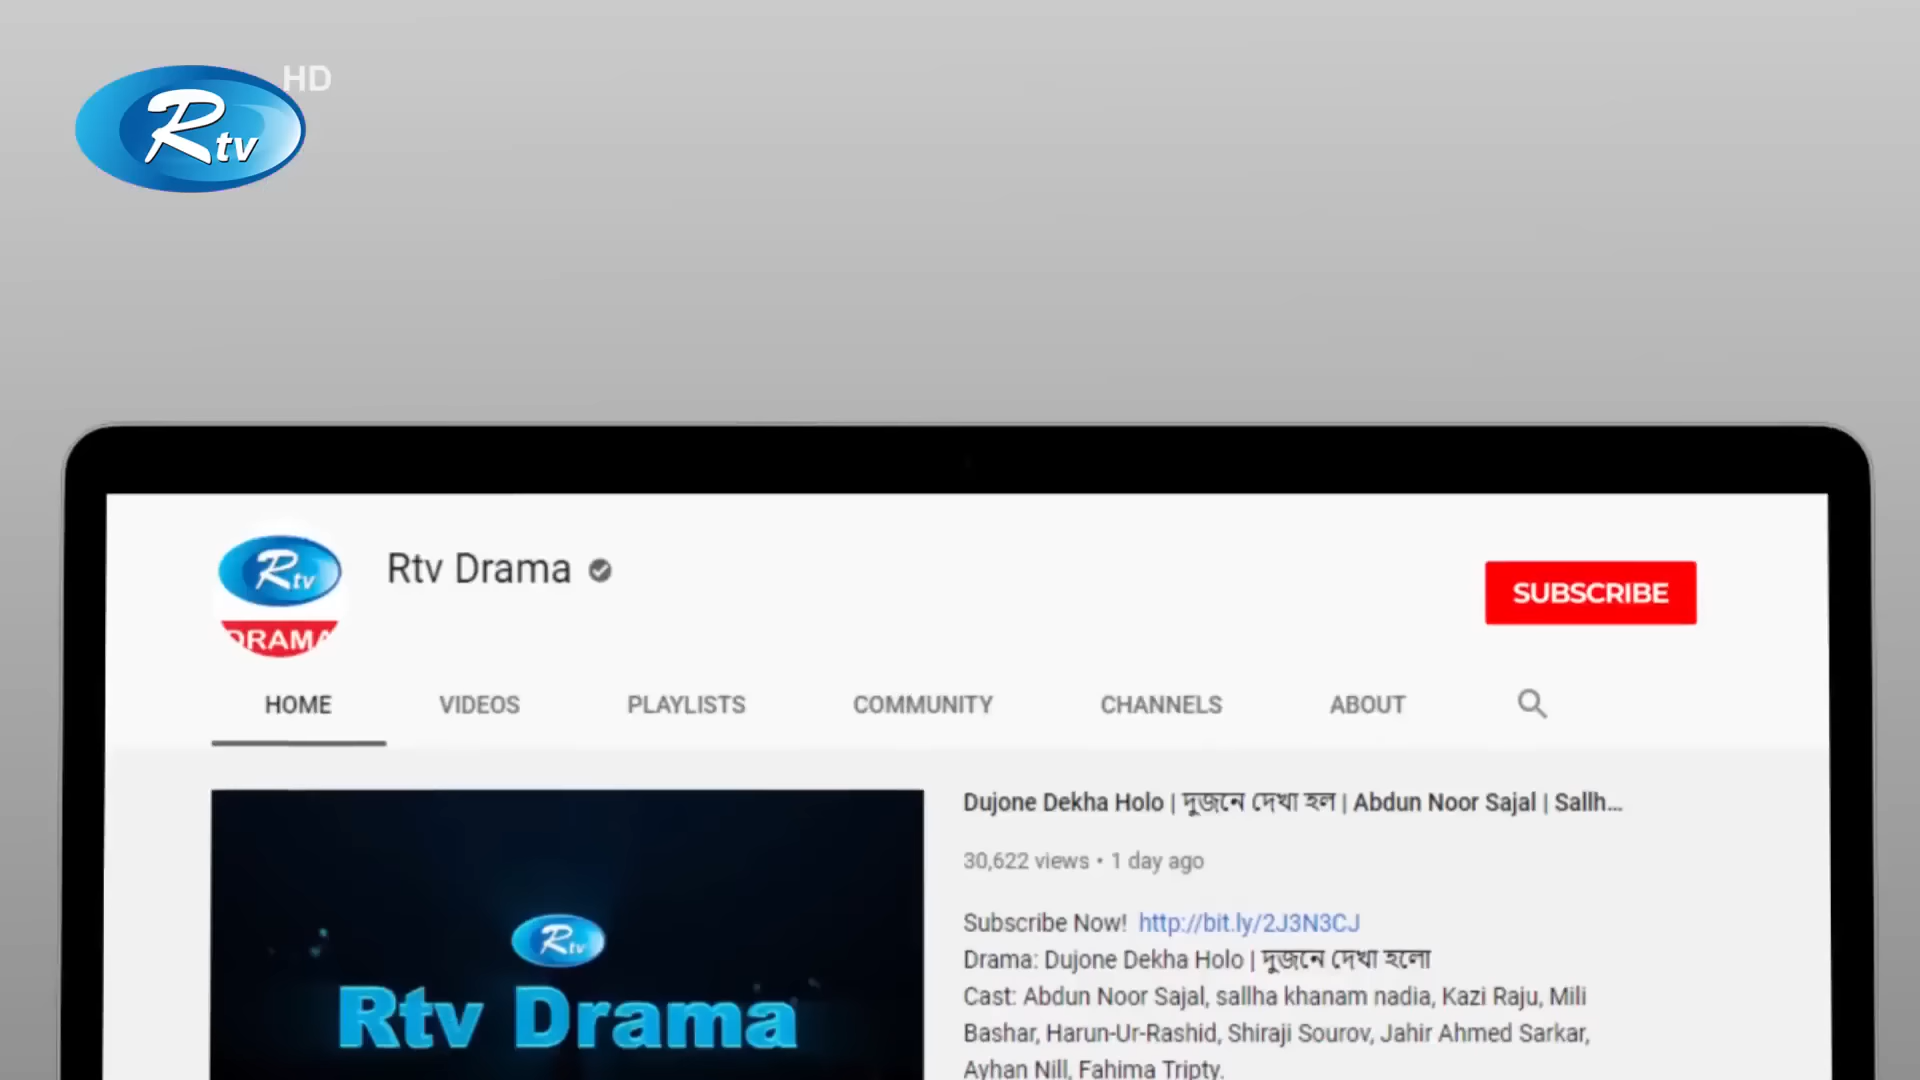 Rtv HD
Rtv
DRAMA
Rtv Drama
SUBSCRIBE
HOME VIDEOS PLAYLISTS COMMUNITY CHANNELS ABOUT
Dujone Dekha Holo | দুজনে দেখা হল | Abdun Noor Sajal | Sallh...
30,622 views • 1 day ago
Subscribe Now! http://bit.ly/2J3N3CJ
Drama: Dujone Dekha Holo | দুজনে দেখা হলো
Cast: Abdun Noor Sajal, sallha khanam nadia, Kazi Raju, Mili
Bashar, Harun-Ur-Rashid, Shiraji Sourov, Jahir Ahmed Sarkar,
Ayhan Nill, Fahima Tripty.
Rtv
Rtv Drama